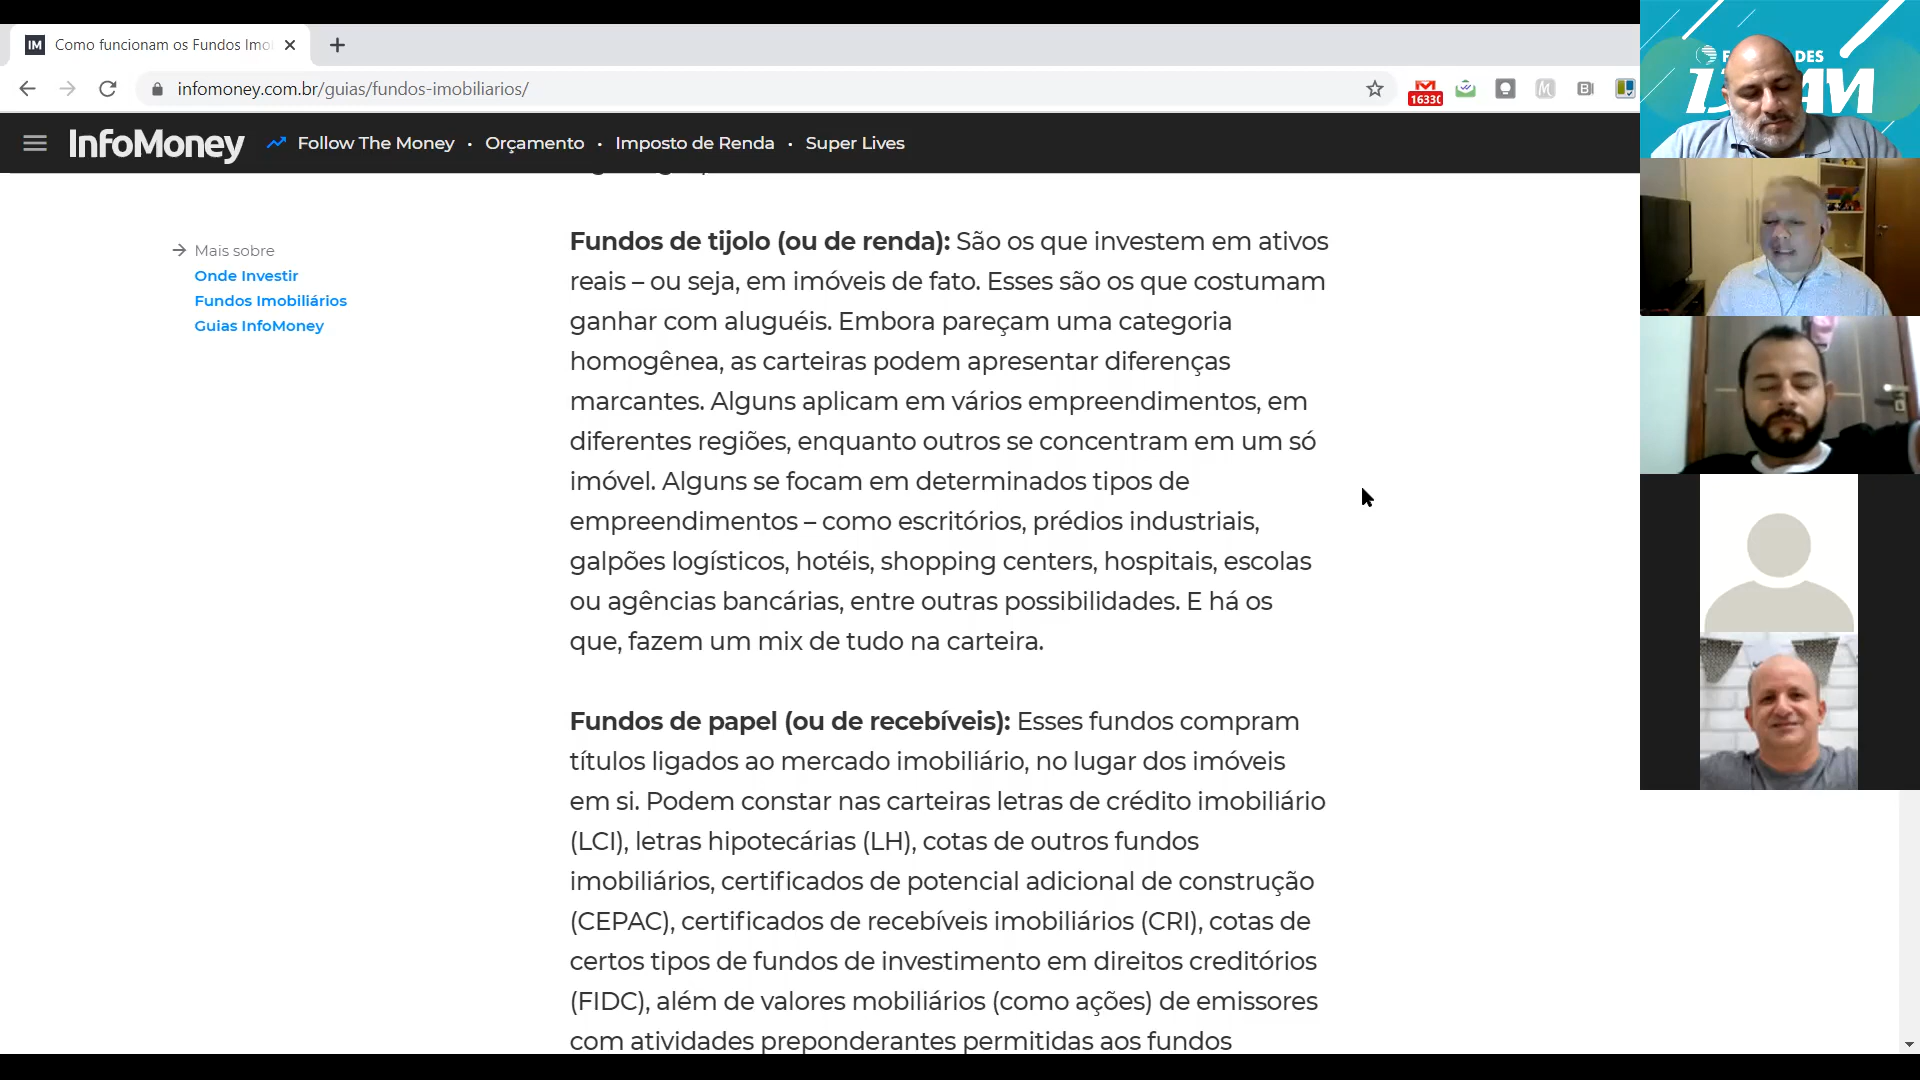 IM Como funcionam os Fundos Imo
infomoney.com.br/guias/fundos-imobiliarios/
InfoMoney Follow The Money · Orçamento · Imposto de Renda · Super Lives
→ Mais sobre
Onde Investir
Fundos Imobiliários
Guias InfoMoney
Fundos de tijolo (ou de renda): São os que investem em ativos
reais – ou seja, em imóveis de fato. Esses são os que costumam
ganhar com aluguéis. Embora pareçam uma categoria
homogênea, as carteiras podem apresentar diferenças
marcantes. Alguns aplicam em vários empreendimentos, em
diferentes regiões, enquanto outros se concentram em um só
imóvel. Alguns se focam em determinados tipos de
empreendimentos – como escritórios, prédios industriais,
galpões logísticos, hotéis, shopping centers, hospitais, escolas
ou agências bancárias, entre outras possibilidades. E há os
que, fazem um mix de tudo na carteira.
Fundos de papel (ou de recebíveis): Esses fundos compram
títulos ligados ao mercado imobiliário, no lugar dos imóveis
em si. Podem constar nas carteiras letras de crédito imobiliário
(LCI), letras hipotecárias (LH), cotas de outros fundos
imobiliários, certificados de potencial adicional de construção
(CEPAC), certificados de recebíveis imobiliários (CRI), cotas de
certos tipos de fundos de investimento em direitos creditórios
(FIDC), além de valores mobiliários (como ações) de emissores
com atividades preponderantes permitidas aos fundos